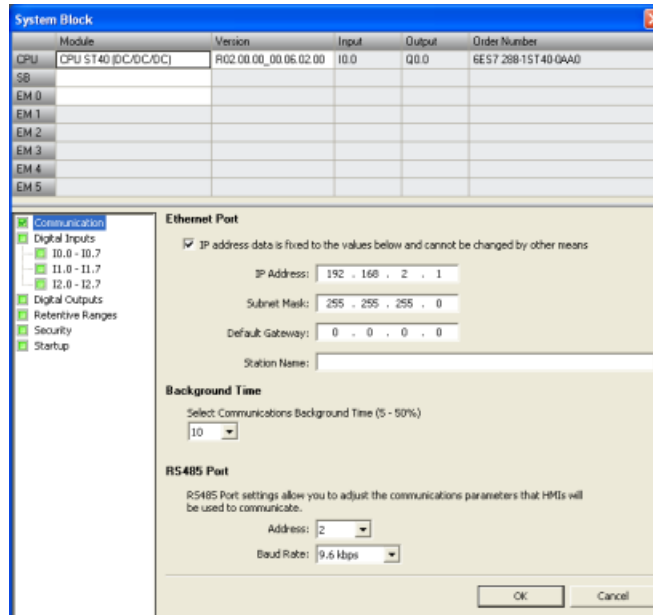 System Block
Module Version Input Output Order Number
CPU CPU ST40 (DC/DC/DC) R02.00.00_00.06.02.00 I0.0 Q0.0 6ES7 288-1ST40-0AA0
SB
EM 0
EM 1
EM 2
EM 3
EM 4
EM 5
Communication
Digital Inputs
I0.0 - I0.7
I1.0 - I1.7
I2.0 - I2.7
Digital Outputs
Retentive Ranges
Security
Startup
Ethernet Port
IP address data is fixed to the values below and cannot be changed by other means
IP Address: 192 . 168 . 2 . 1
Subnet Mask: 255 . 255 . 255 . 0
Default Gateway: 0 . 0 . 0 . 0
Station Name:
Background Time
Select Communications Background Time (5 - 50%)
10
RS485 Port
RS485 Port settings allow you to adjust the communications parameters that HMIs will
be used to communicate.
Address: 2
Baud Rate: 9.6 kbps
OK Cancel